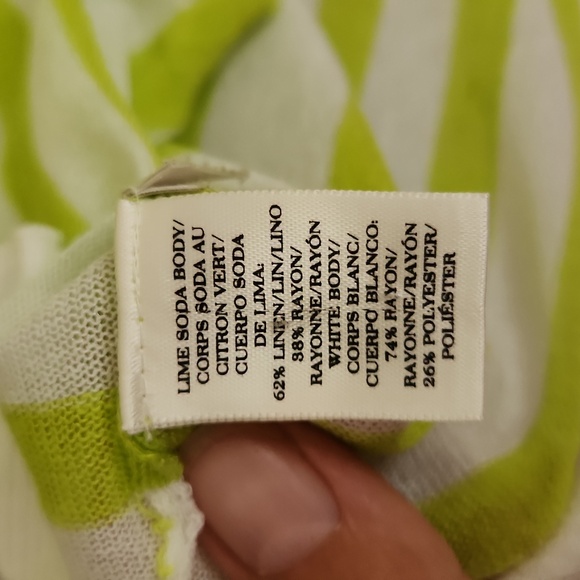 LIME SODA BODY/
CORPS SODA AU
CITRON VERT/
CUERPO SODA
DE LIMA:
62% LINEN/LIN/LINO
38% RAYON/
RAYONNE/RAYÓN
WHITE BODY/
CORPS BLANC/
CUERPO BLANCO:
74% RAYON/
RAYONNE/RAYÓN
26% POLYESTER/
POLIÉSTER